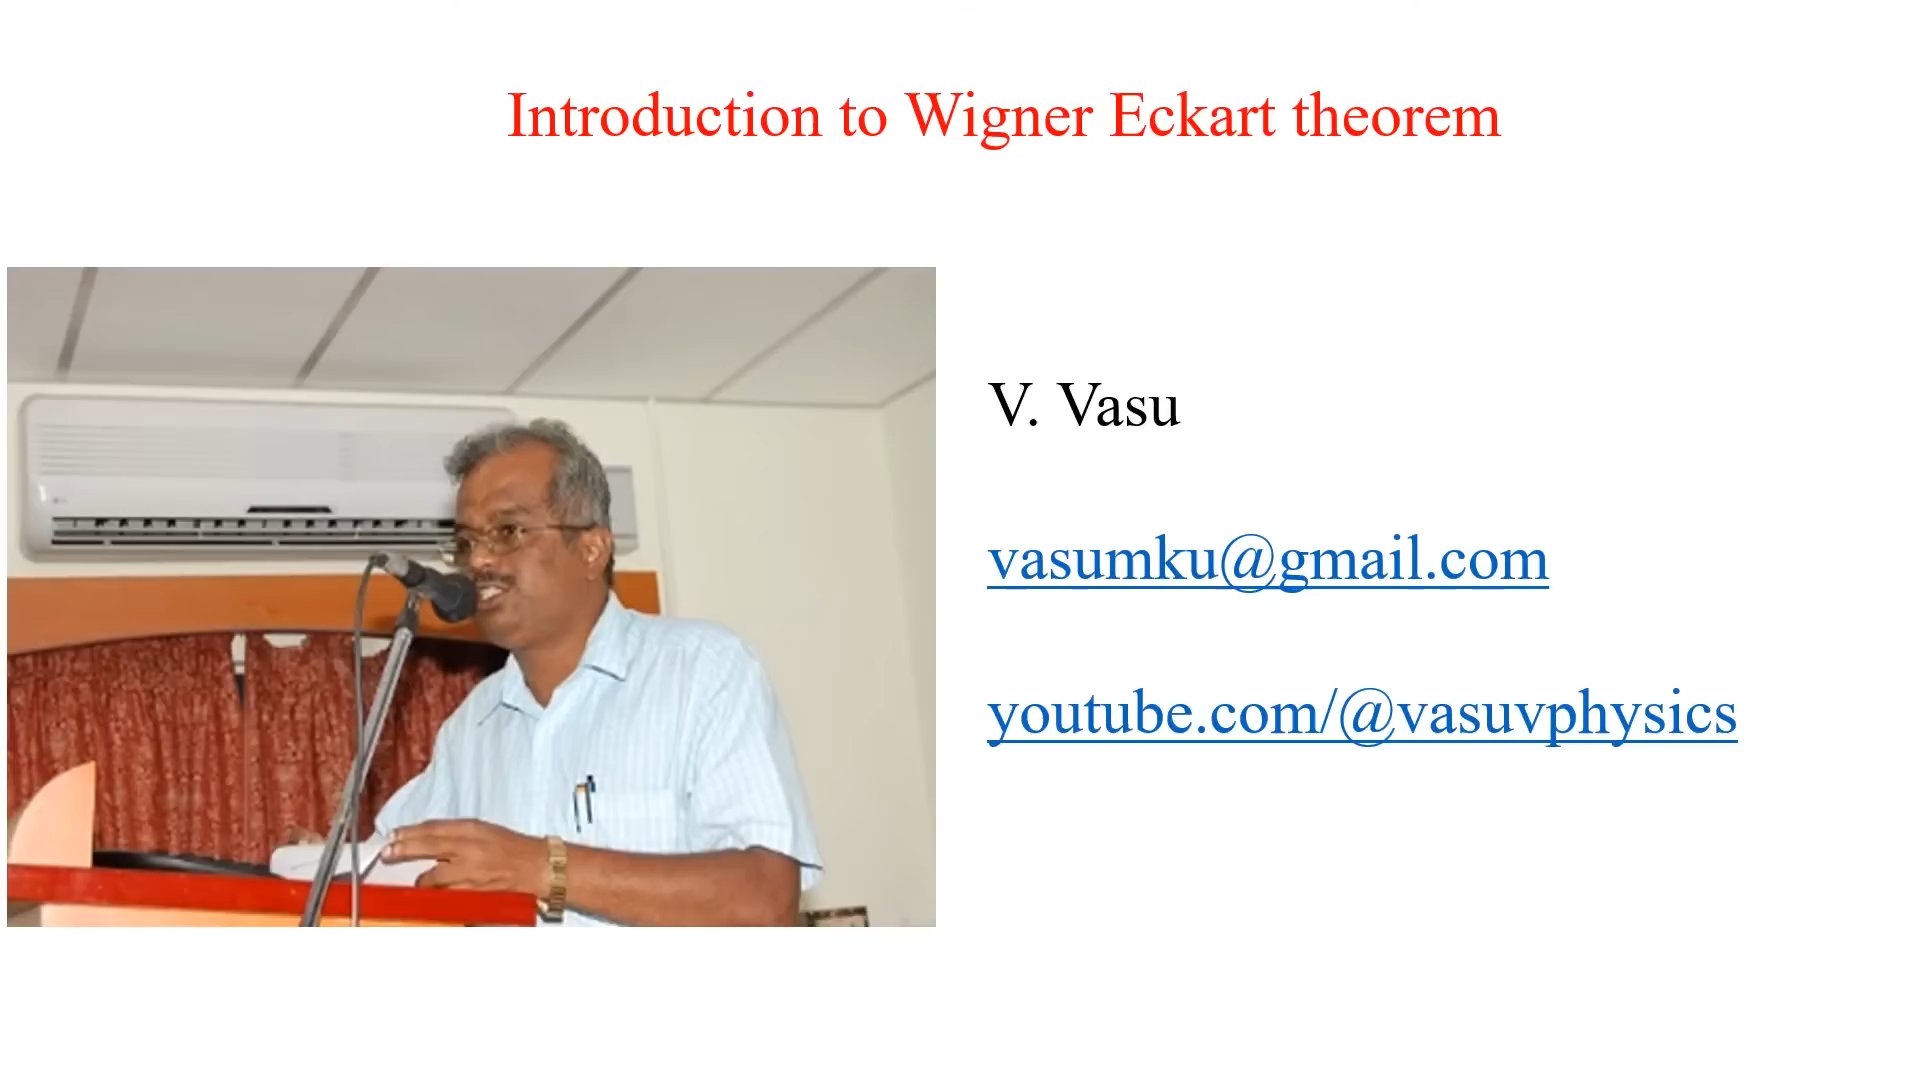 Introduction to Wigner Eckart theorem
V. Vasu
vasumku@gmail.com
youtube.com/@vasuvphysics